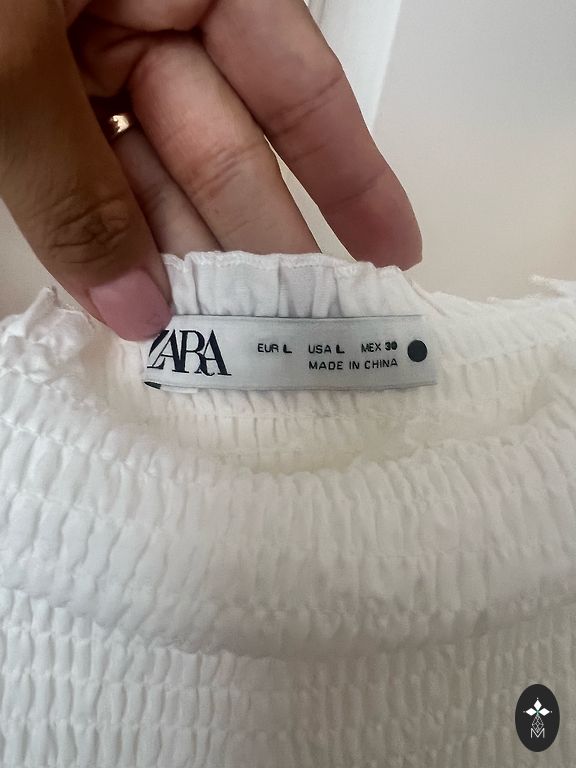 ZARA
EUR L USA L MEX 30
MADE IN CHINA
M